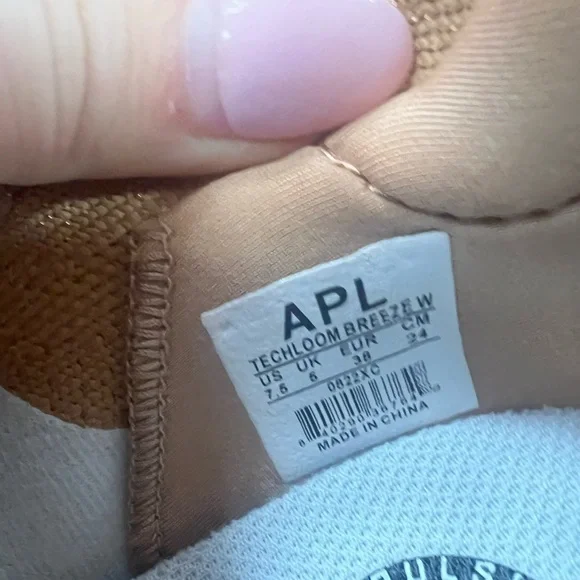 APL
TECHLOOM BREEZE W
US UK EUR CM
7.5 5 38 24
0822XC
MADE IN CHINA